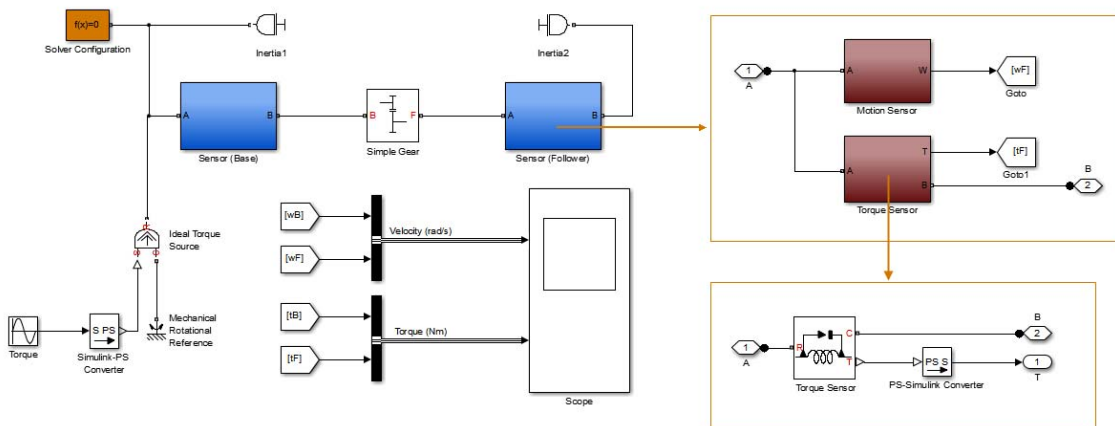 f(x)=0
Solver Configuration
Inertia1
Inertia2
A
B
Sensor (Base)
B
F
Simple Gear
A
B
Sensor (Follower)
1
A
A
W
Motion Sensor
[wF]
Goto
A
T
B
Torque Sensor
[tF]
Goto1
B
2
R
S
C
Ideal Torque
Source
Torque
S PS
Simulink-PS
Converter
Mechanical
Rotational
Reference
[wB]
[wF]
Velocity (rad/s)
[tB]
[tF]
Torque (Nm)
Scope
1
A
R
C
T
Torque Sensor
PS S
PS-Simulink Converter
B
2
1
T